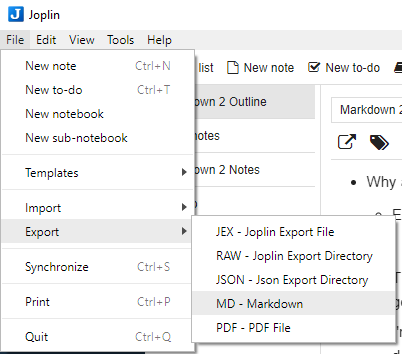 Joplin
File Edit View Tools Help
New note Ctrl+N
New to-do Ctrl+T
New notebook
New sub-notebook
Templates
Import
Export
Synchronize Ctrl+S
Print Ctrl+P
Quit Ctrl+Q
JEX - Joplin Export File
RAW - Joplin Export Directory
JSON - Json Export Directory
MD - Markdown
PDF - PDF File
list New note New to-do
down 2 Outline
notes
down 2 Notes
Markdown 2 Outline
Why